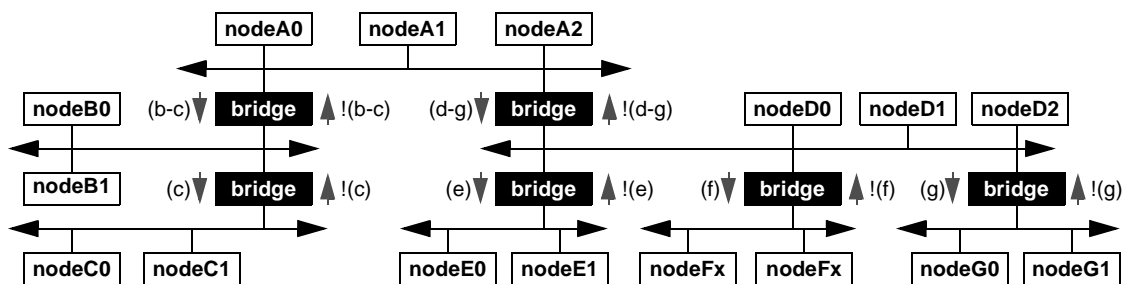 nodeA0 nodeA1 nodeA2
nodeB0 (b-c) bridge !(b-c) (d-g) bridge !(d-g) nodeD0 nodeD1 nodeD2
nodeB1 (c) bridge !(c) (e) bridge !(e) (f) bridge !(f) (g) bridge !(g)
nodeC0 nodeC1 nodeE0 nodeE1 nodeFx nodeFx nodeG0 nodeG1